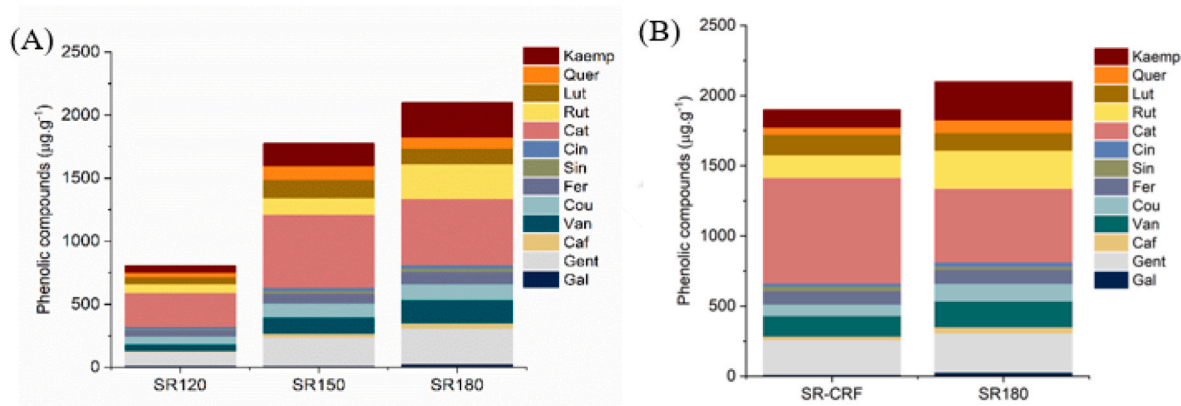 (A)
Phenolic compounds (µg.g-1)
2500
2000
1500
1000
500
0
SR120
SR150
SR180
Kaemp
Quer
Lut
Rut
Cat
Cin
Sin
Fer
Cou
Van
Caf
Gent
Gal
(B)
Phenolic compounds (µg.g-1)
2500
2000
1500
1000
500
0
SR-CRF
SR180
Kaemp
Quer
Lut
Rut
Cat
Cin
Sin
Fer
Cou
Van
Caf
Gent
Gal